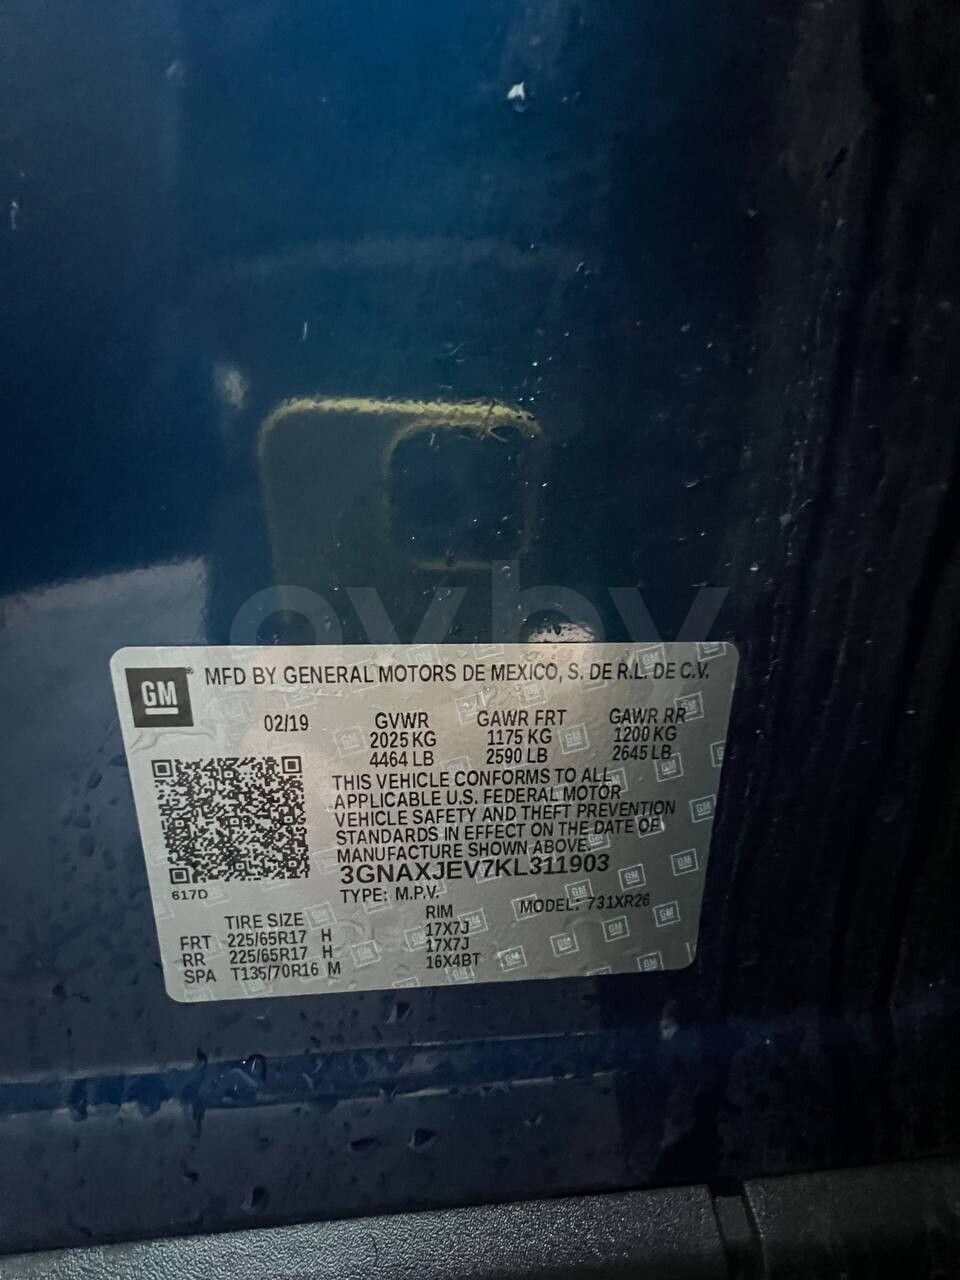 av.by
GM
MFD BY GENERAL MOTORS DE MEXICO, S. DE R.L. DE C.V.
02/19 GVWR GAWR FRT GAWR RR
2025 KG 1175 KG 1200 KG
4464 LB 2590 LB 2645 LB
THIS VEHICLE CONFORMS TO ALL
APPLICABLE U.S. FEDERAL MOTOR
VEHICLE SAFETY AND THEFT PREVENTION
STANDARDS IN EFFECT ON THE DATE OF
MANUFACTURE SHOWN ABOVE.
3GNAXJEV7KL311903
617D
TYPE: M.P.V. MODEL: 731XR26
TIRE SIZE RIM
FRT 225/65R17 H 17X7J
RR 225/65R17 H 17X7J
SPA T135/70R16 M 16X4BT